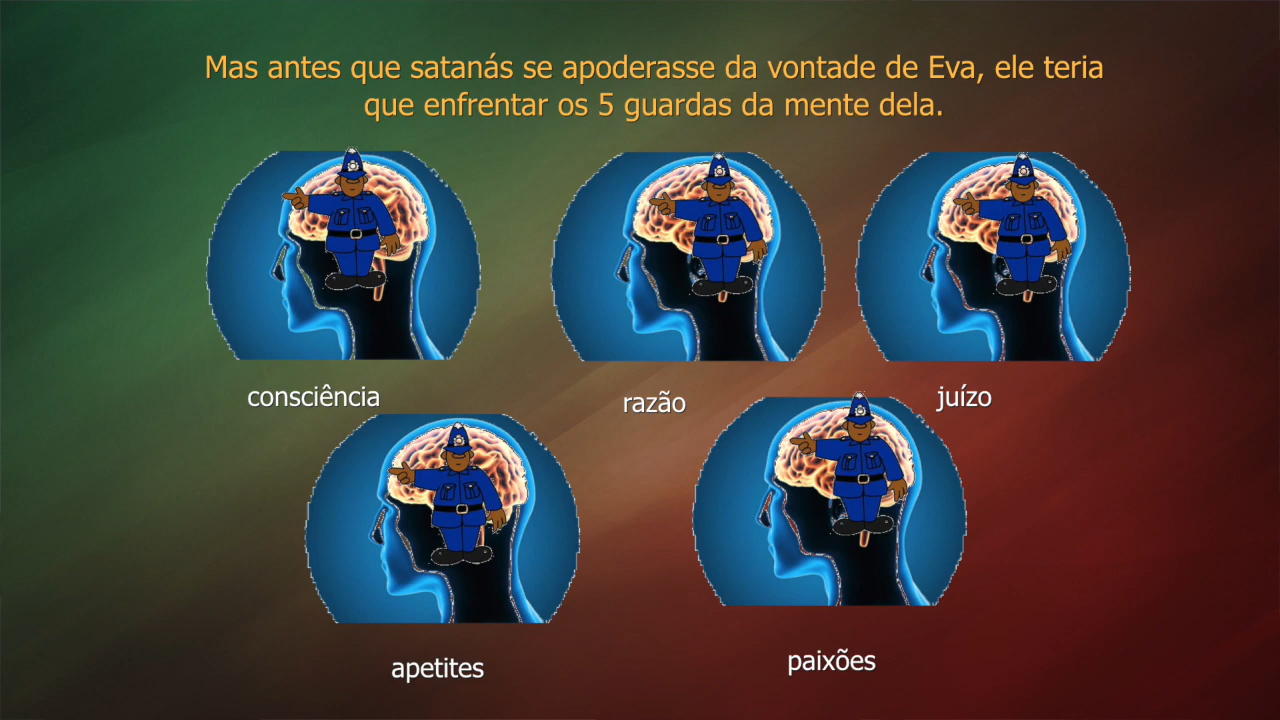 Mas antes que satanás se apoderasse da vontade de Eva, ele teria
que enfrentar os 5 guardas da mente dela.
consciência
razão
juízo
apetites
paixões